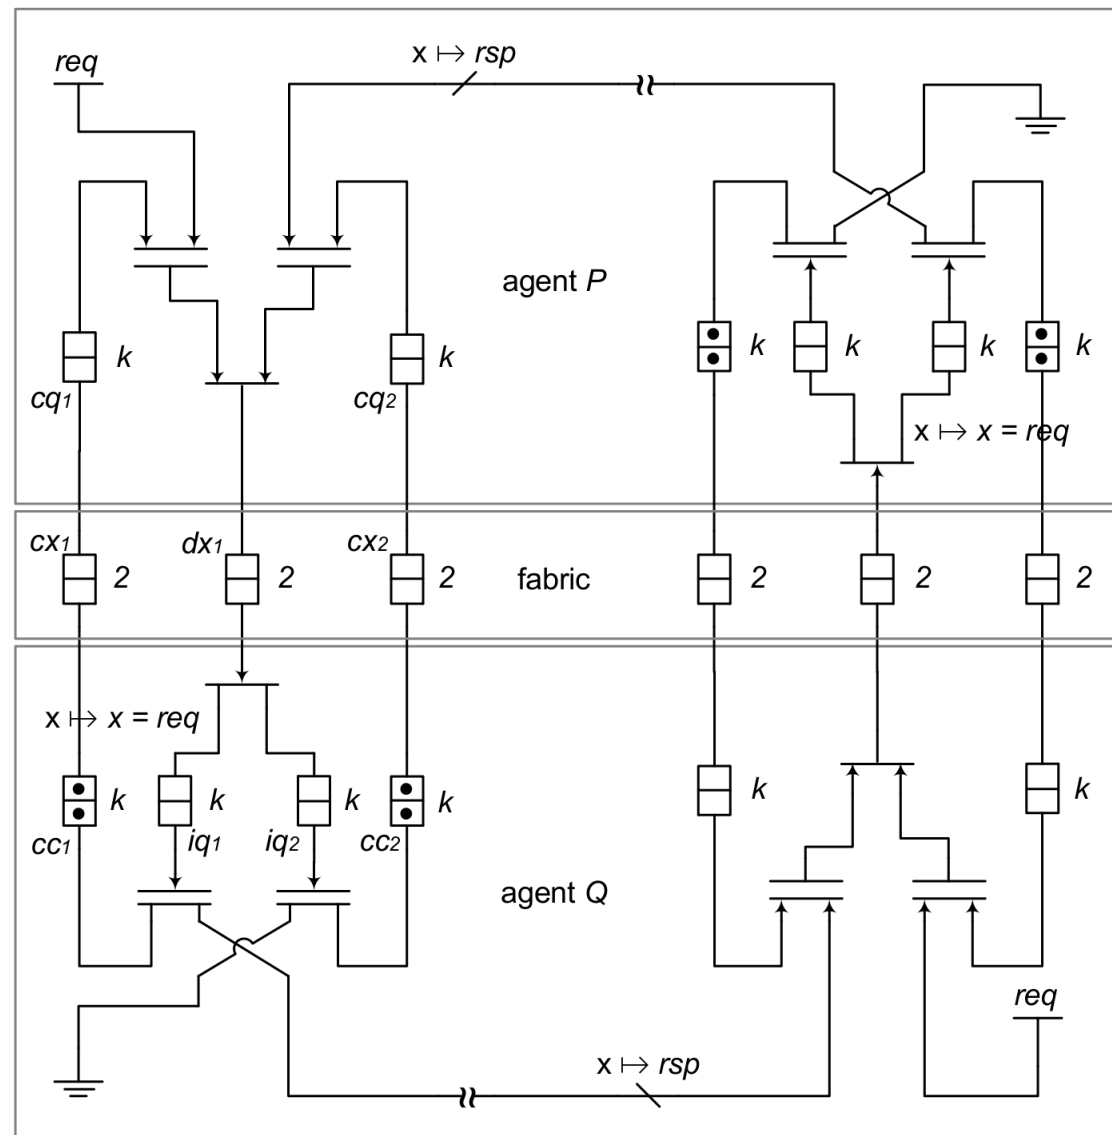 x ↦ rsp
req
agent P
k
k
k
k
k
k
cq1
cq2
x ↦ x = req
cx1
dx1
cx2
2
2
2
fabric
2
2
2
x ↦ x = req
k
k
k
k
k
k
cc1
iq1
iq2
cc2
agent Q
req
x ↦ rsp